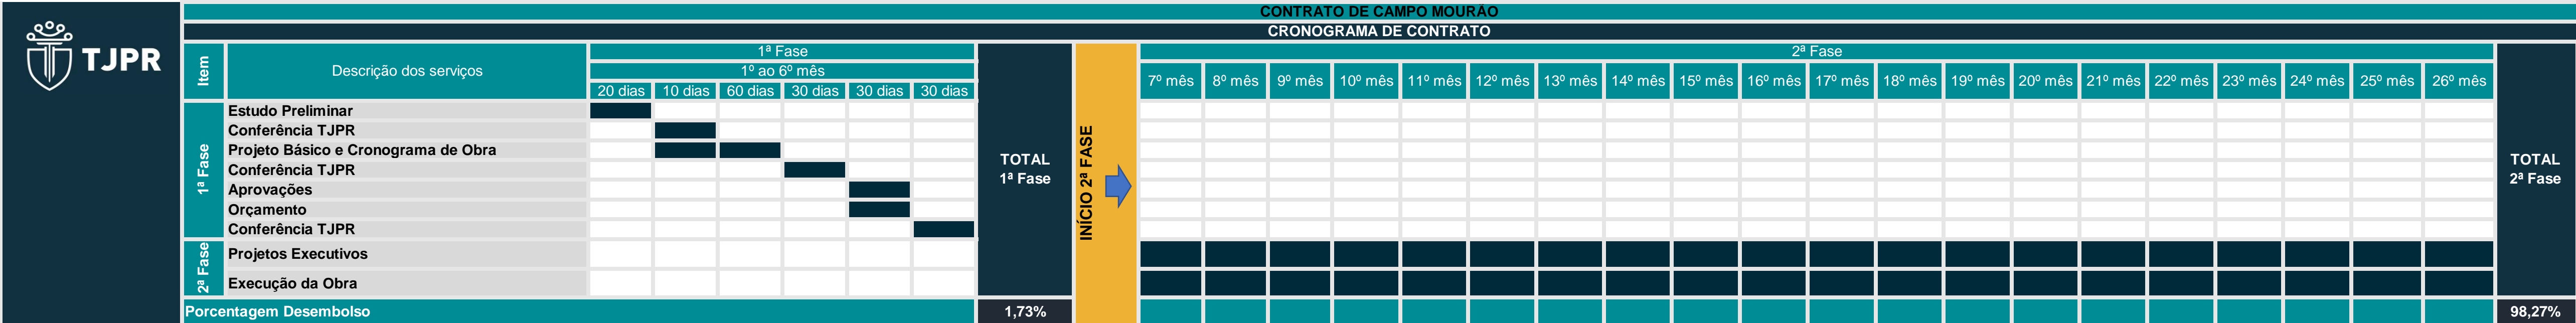 TJPR
CONTRATO DE CAMPO MOURÃO
CRONOGRAMA DE CONTRATO
Item
Descrição dos serviços
1ª Fase
1º ao 6º mês
20 dias 10 dias 60 dias 30 dias 30 dias 30 dias
TOTAL
1ª Fase
INÍCIO 2ª FASE
2ª Fase
7º mês 8º mês 9º mês 10º mês 11º mês 12º mês 13º mês 14º mês 15º mês 16º mês 17º mês 18º mês 19º mês 20º mês 21º mês 22º mês 23º mês 24º mês 25º mês 26º mês
TOTAL
2ª Fase
1ª Fase
Estudo Preliminar
Conferência TJPR
Projeto Básico e Cronograma de Obra
Conferência TJPR
Aprovações
Orçamento
Conferência TJPR
2ª Fase
Projetos Executivos
Execução da Obra
Porcentagem Desembolso 1,73% 98,27%